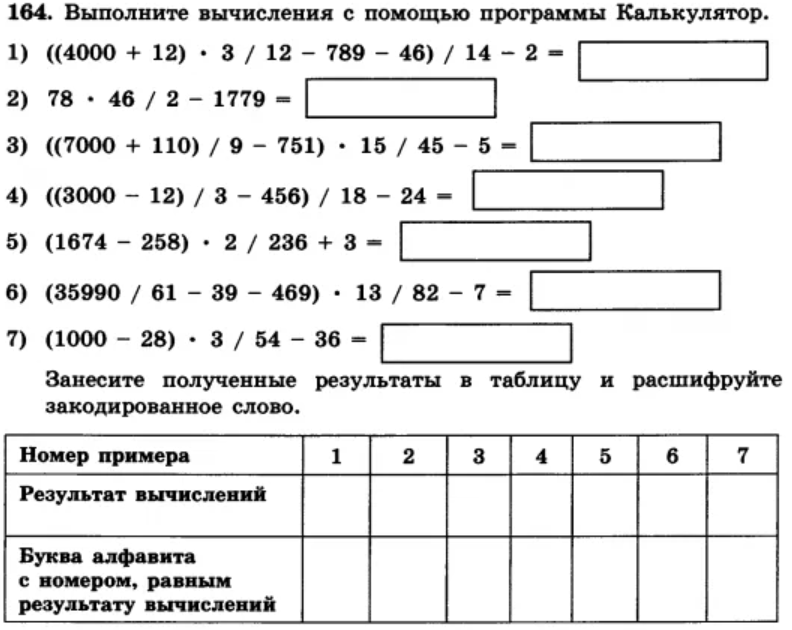 164. Выполните вычисления с помощью программы Калькулятор.
1) ((4000 + 12) · 3 / 12 – 789 – 46) / 14 – 2 =
2) 78 · 46 / 2 – 1779 =
3) ((7000 + 110) / 9 – 751) · 15 / 45 – 5 =
4) ((3000 – 12) / 3 – 456) / 18 – 24 =
5) (1674 – 258) · 2 / 236 + 3 =
6) (35990 / 61 – 39 – 469) · 13 / 82 – 7 =
7) (1000 – 28) · 3 / 54 – 36 =
Занесите полученные результаты в таблицу и расшифруйте
закодированное слово.
Номер примера 1 2 3 4 5 6 7
Результат вычислений
Буква алфавита
с номером, равным
результату вычислений